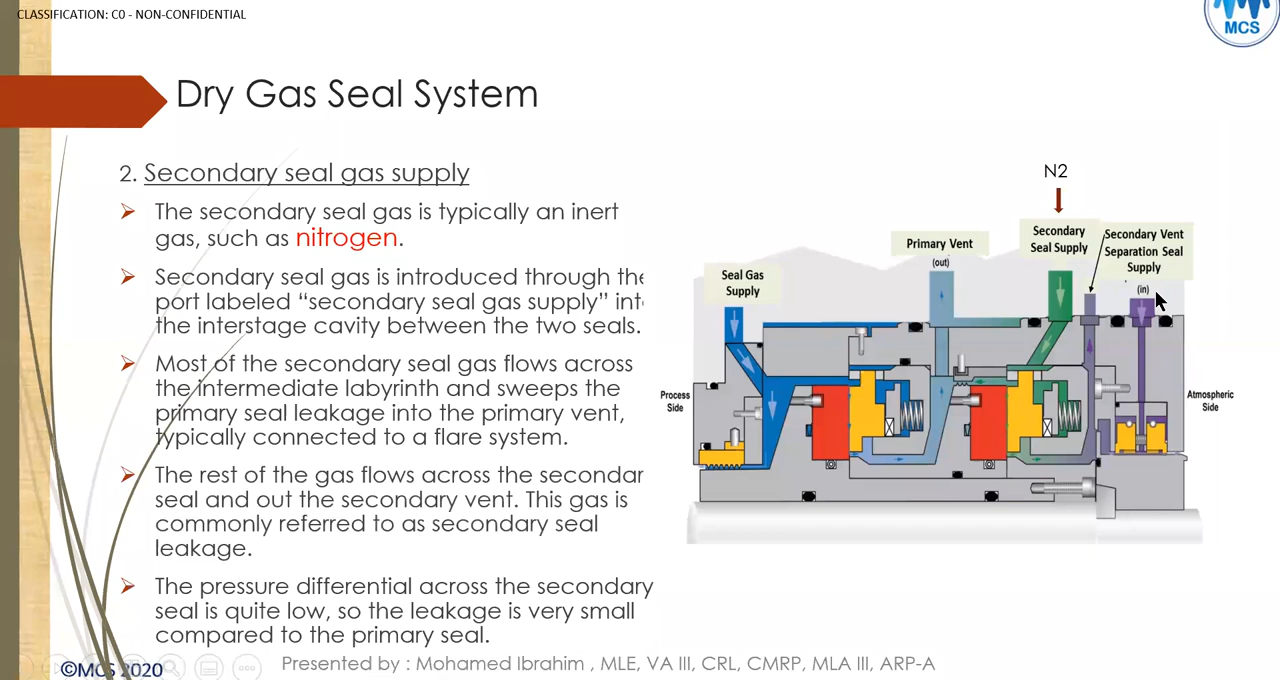 CLASSIFICATION: C0 - NON-CONFIDENTIAL
MCS
Dry Gas Seal System
2. Secondary seal gas supply
The secondary seal gas is typically an inert
gas, such as nitrogen.
Secondary seal gas is introduced through the
port labeled “secondary seal gas supply” int
the interstage cavity between the two seals.
Most of the secondary seal gas flows across
the intermediate labyrinth and sweeps the
primary seal leakage into the primary vent,
typically connected to a flare system.
The rest of the gas flows across the secondar
seal and out the secondary vent. This gas is
commonly referred to as secondary seal
leakage.
The pressure differential across the secondary
seal is quite low, so the leakage is very small
compared to the primary seal.
N2
Seal Gas
Supply
Primary Vent
(out)
Secondary
Seal Supply
Secondary Vent
Separation Seal
Supply
(in)
Process
Side
Atmospheric
Side
©MCS 2020
Presented by : Mohamed Ibrahim , MLE, VA III, CRL, CMRP, MLA III, ARP-A